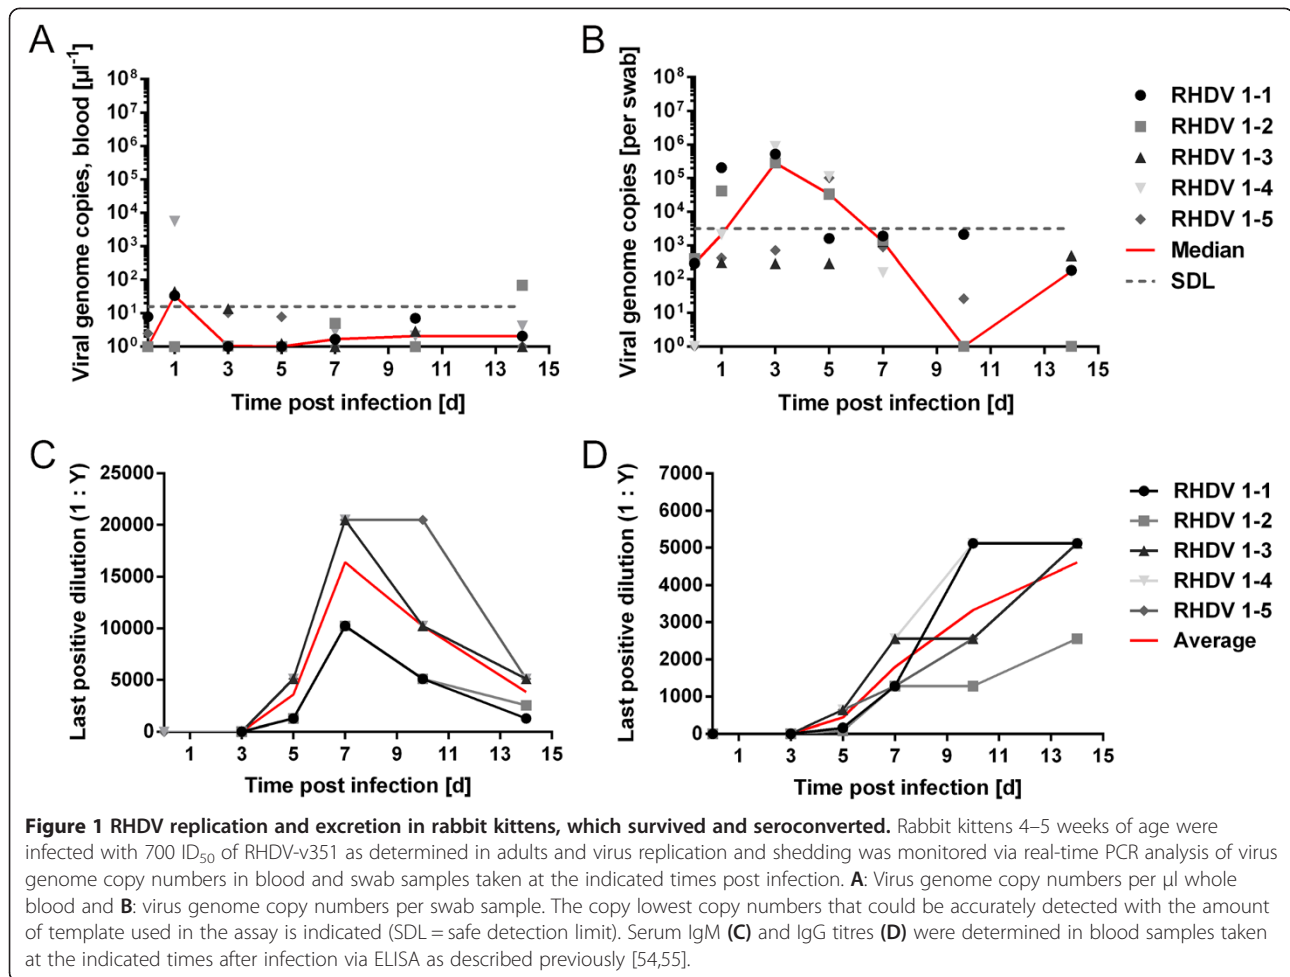 A
Viral genome copies, blood [µl⁻¹]
10⁸
10⁷
10⁶
10⁵
10⁴
10³
10²
10¹
10⁰
1 3 5 7 9 11 13 15
Time post infection [d]
B
Viral genome copies [per swab]
10⁸
10⁷
10⁶
10⁵
10⁴
10³
10²
10¹
10⁰
1 3 5 7 9 11 13 15
Time post infection [d]
RHDV 1-1
RHDV 1-2
RHDV 1-3
RHDV 1-4
RHDV 1-5
Median
SDL
C
Last positive dilution (1 : Y)
25000
20000
15000
10000
5000
0
1 3 5 7 9 11 13 15
Time post infection [d]
D
Last positive dilution (1 : Y)
7000
6000
5000
4000
3000
2000
1000
0
1 3 5 7 9 11 13 15
Time post infection [d]
RHDV 1-1
RHDV 1-2
RHDV 1-3
RHDV 1-4
RHDV 1-5
Average
Figure 1 RHDV replication and excretion in rabbit kittens, which survived and seroconverted. Rabbit kittens 4–5 weeks of age were
infected with 700 ID₅₀ of RHDV-v351 as determined in adults and virus replication and shedding was monitored via real-time PCR analysis of virus
genome copy numbers in blood and swab samples taken at the indicated times post infection. A: Virus genome copy numbers per µl whole
blood and B: virus genome copy numbers per swab sample. The copy lowest copy numbers that could be accurately detected with the amount
of template used in the assay is indicated (SDL = safe detection limit). Serum IgM (C) and IgG titres (D) were determined in blood samples taken
at the indicated times after infection via ELISA as described previously [54,55].